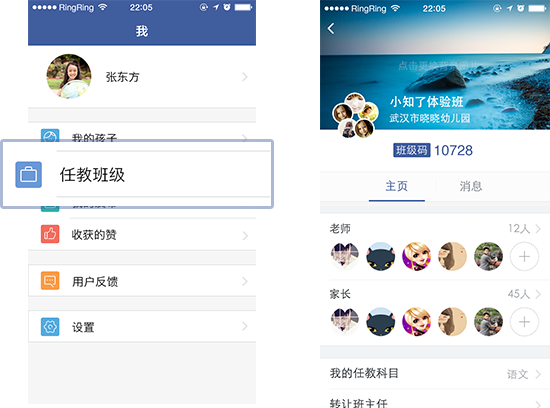 RingRing 22:05
我
张东方
我的孩子
任教班级
收获的赞
用户反馈
设置
RingRing 22:05
点击更换背景图片
小知了体验班
武汉市晓晓幼儿园
班级码 10728
主页 消息
老师 12人
家长 45人
我的任教科目 语文
转让班主任